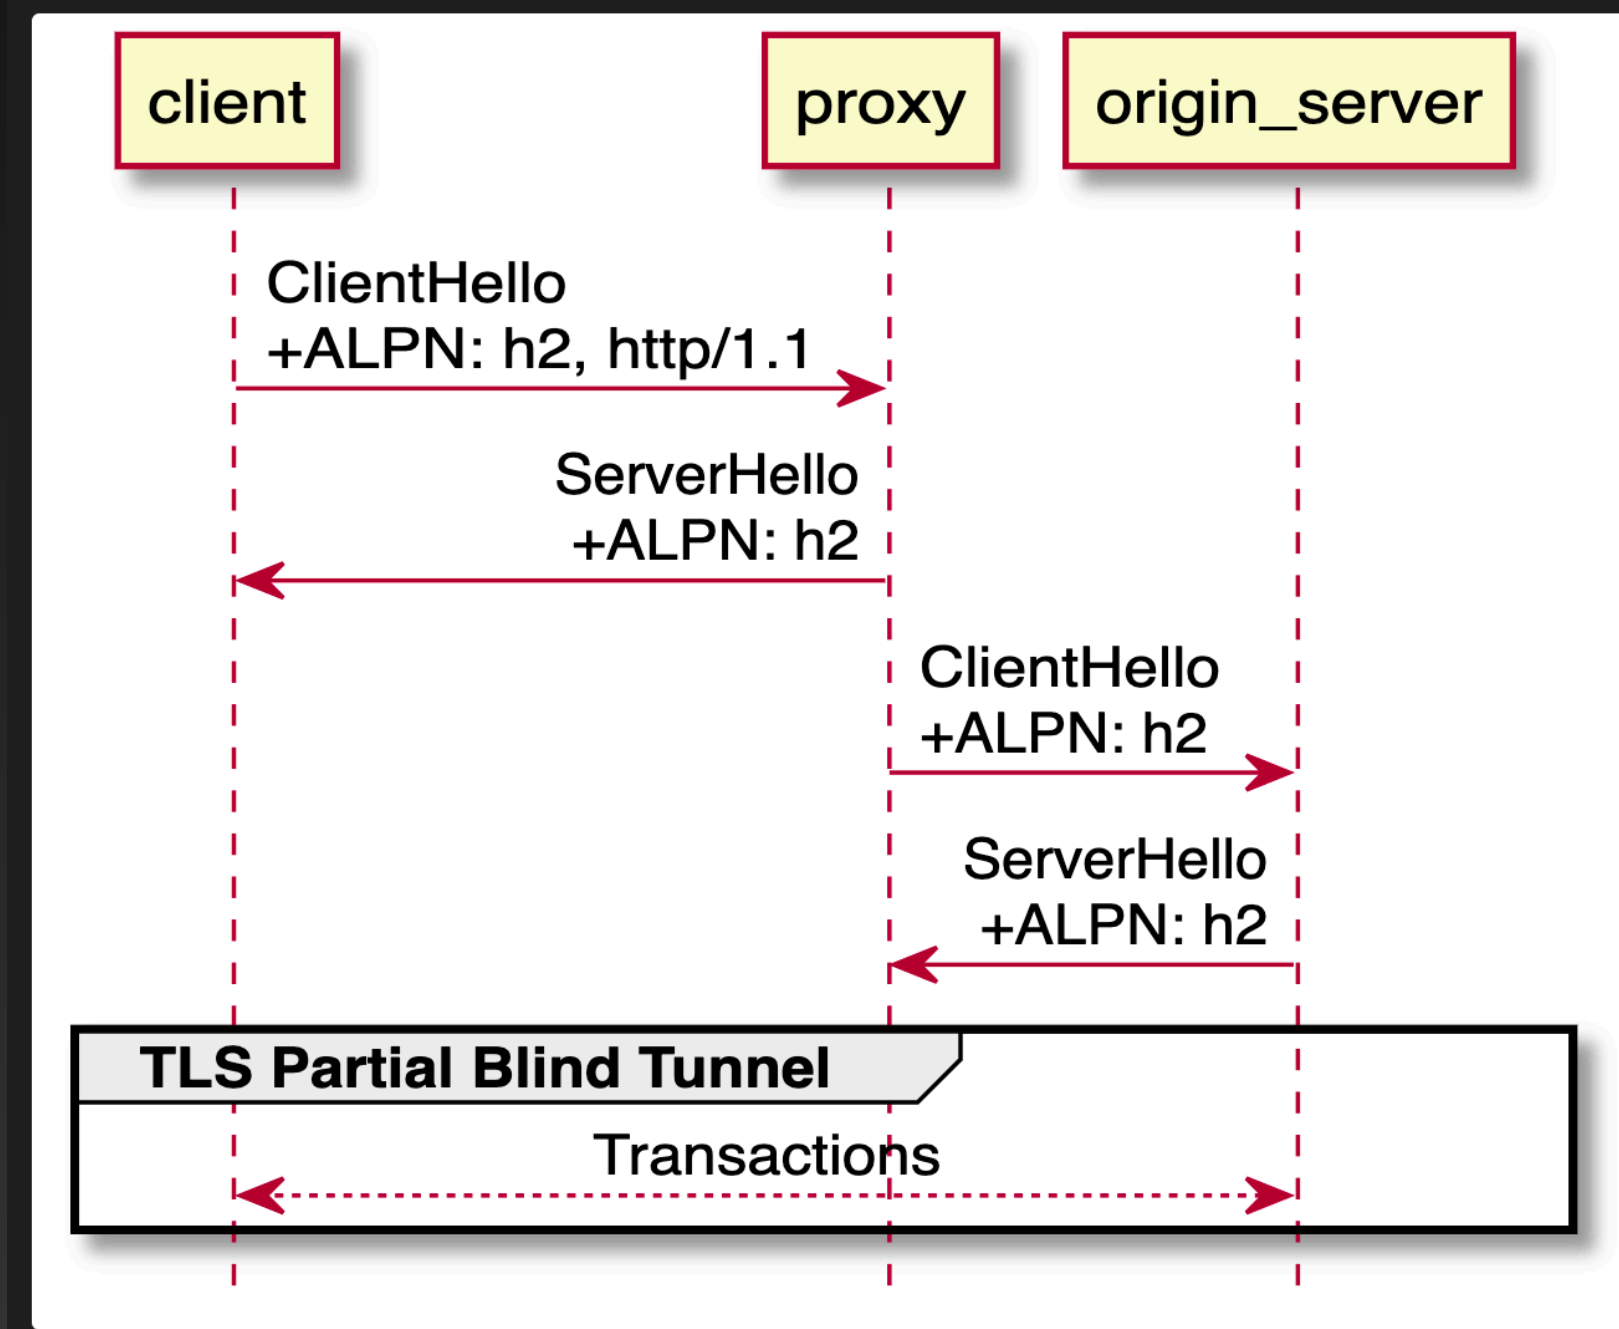 client
proxy
origin_server
ClientHello
+ALPN: h2, http/1.1
ServerHello
+ALPN: h2
ClientHello
+ALPN: h2
ServerHello
+ALPN: h2
TLS Partial Blind Tunnel
Transactions